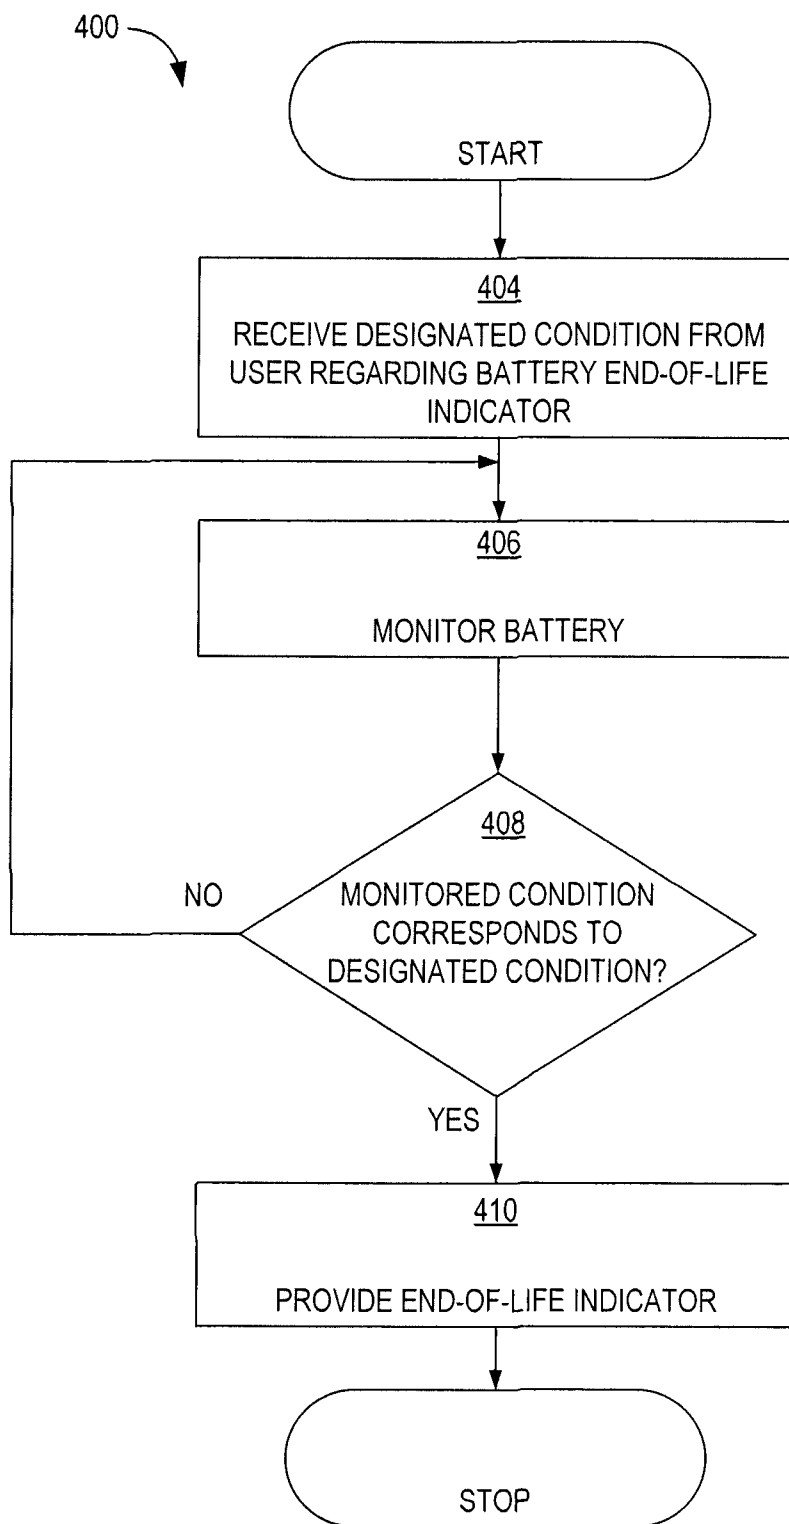 400
START
404
RECEIVE DESIGNATED CONDITION FROM
USER REGARDING BATTERY END-OF-LIFE
INDICATOR
406
MONITOR BATTERY
408
NO
MONITORED CONDITION
CORRESPONDS TO
DESIGNATED CONDITION?
YES
410
PROVIDE END-OF-LIFE INDICATOR
STOP